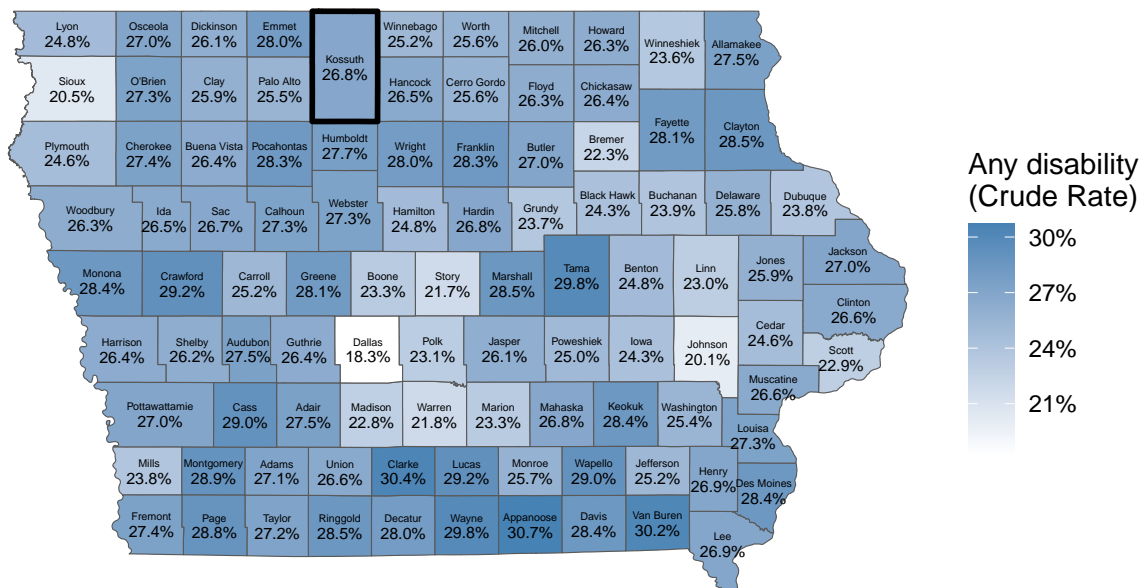 Lyon
24.8%
Osceola
27.0%
Dickinson
26.1%
Emmet
28.0%
Kossuth
26.8%
Winnebago
25.2%
Worth
25.6%
Mitchell
26.0%
Howard
26.3%
Winneshiek
23.6%
Allamakee
27.5%
Sioux
20.5%
O'Brien
27.3%
Clay
25.9%
Palo Alto
25.5%
Hancock
26.5%
Cerro Gordo
25.6%
Floyd
26.3%
Chickasaw
26.4%
Plymouth
24.6%
Cherokee
27.4%
Buena Vista
26.4%
Pocahontas
28.3%
Humboldt
27.7%
Wright
28.0%
Franklin
28.3%
Butler
27.0%
Bremer
22.3%
Fayette
28.1%
Clayton
28.5%
Woodbury
26.3%
Ida
26.5%
Sac
26.7%
Calhoun
27.3%
Webster
27.3%
Hamilton
24.8%
Hardin
26.8%
Grundy
23.7%
Black Hawk
24.3%
Buchanan
23.9%
Delaware
25.8%
Dubuque
23.8%
Monona
28.4%
Crawford
29.2%
Carroll
25.2%
Greene
28.1%
Boone
23.3%
Story
21.7%
Marshall
28.5%
Tama
29.8%
Benton
24.8%
Linn
23.0%
Jones
25.9%
Jackson
27.0%
Clinton
26.6%
Harrison
26.4%
Shelby
26.2%
Audubon
27.5%
Guthrie
26.4%
Dallas
18.3%
Polk
23.1%
Jasper
26.1%
Poweshiek
25.0%
Iowa
24.3%
Johnson
20.1%
Cedar
24.6%
Scott
22.9%
Muscatine
26.6%
Pottawattamie
27.0%
Cass
29.0%
Adair
27.5%
Madison
22.8%
Warren
21.8%
Marion
23.3%
Mahaska
26.8%
Keokuk
28.4%
Washington
25.4%
Louisa
27.3%
Mills
23.8%
Montgomery
28.9%
Adams
27.1%
Union
26.6%
Clarke
30.4%
Lucas
29.2%
Monroe
25.7%
Wapello
29.0%
Jefferson
25.2%
Henry
26.9%
Des Moines
28.4%
Fremont
27.4%
Page
28.8%
Taylor
27.2%
Ringgold
28.5%
Decatur
28.0%
Wayne
29.8%
Appanoose
30.7%
Davis
28.4%
Van Buren
30.2%
Lee
26.9%
Any disability
(Crude Rate)
30%
27%
24%
21%